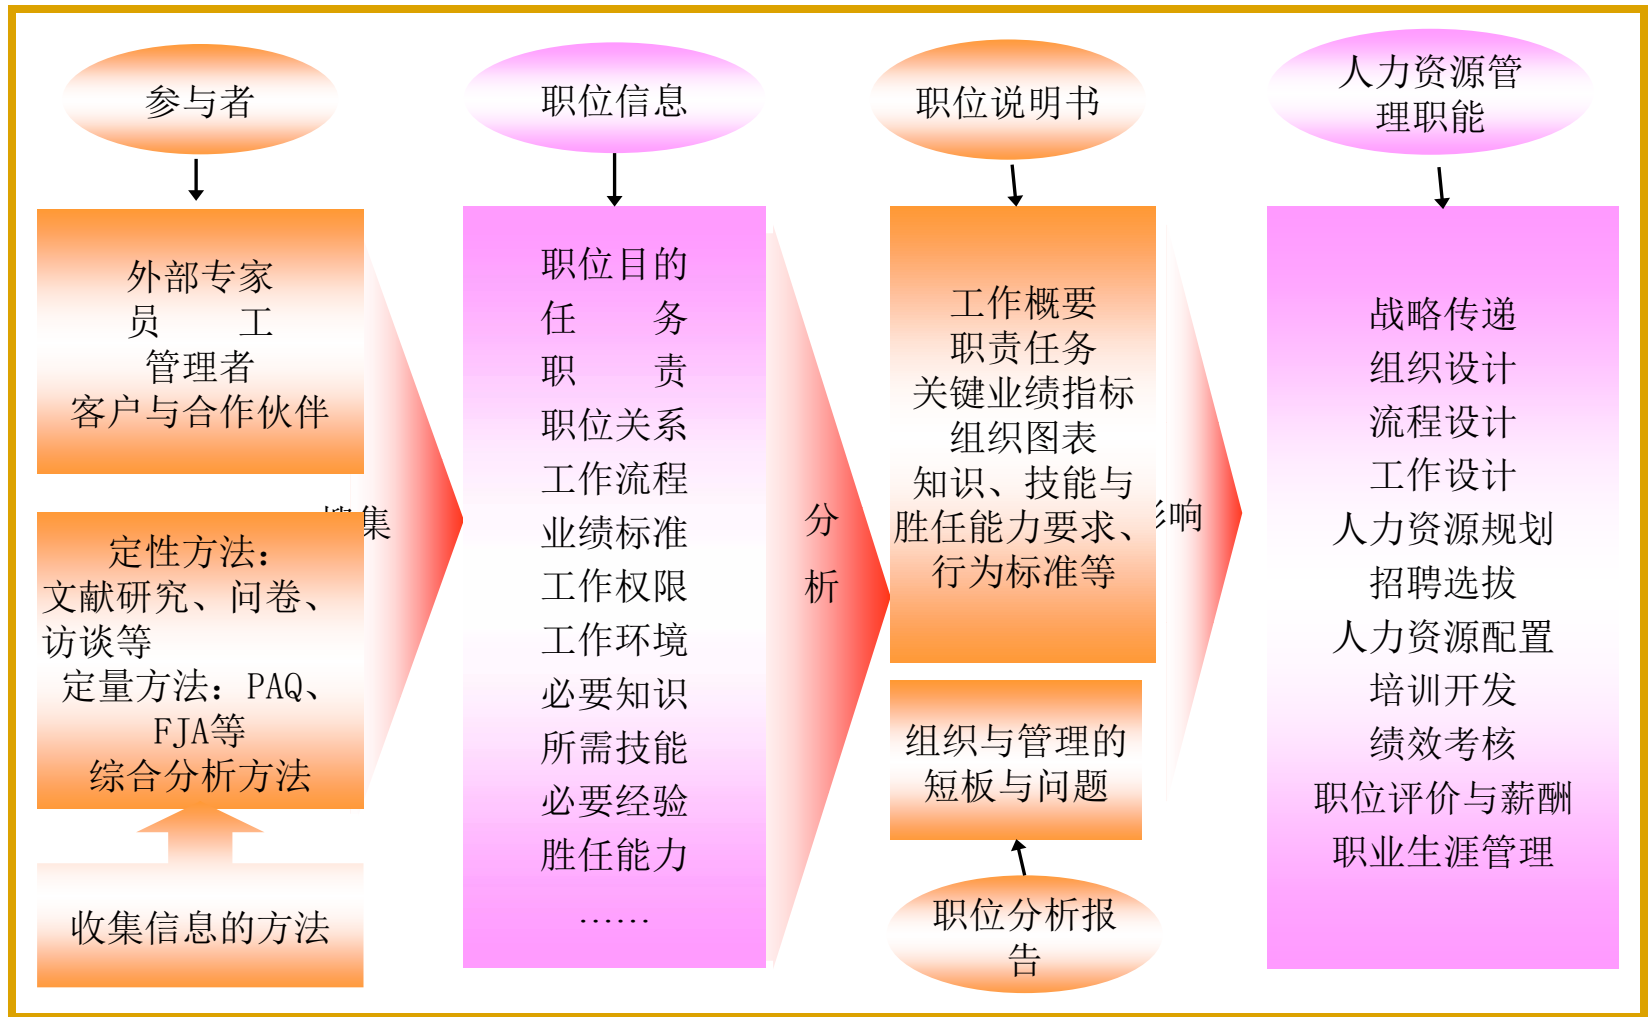 参与者
外部专家
员　　工
管理者
客户与合作伙伴
定性方法：
文献研究、问卷、
访谈等
定量方法：PAQ、
FJA等
综合分析方法
收集信息的方法
集
职位信息
职位目的
任　　务
职　　责
职位关系
工作流程
业绩标准
工作权限
工作环境
必要知识
所需技能
必要经验
胜任能力
……
分
析
职位说明书
工作概要
职责任务
关键业绩指标
组织图表
知识、技能与
胜任能力要求、
行为标准等
组织与管理的
短板与问题
职位分析报
告
影响
人力资源管
理职能
战略传递
组织设计
流程设计
工作设计
人力资源规划
招聘选拔
人力资源配置
培训开发
绩效考核
职位评价与薪酬
职业生涯管理